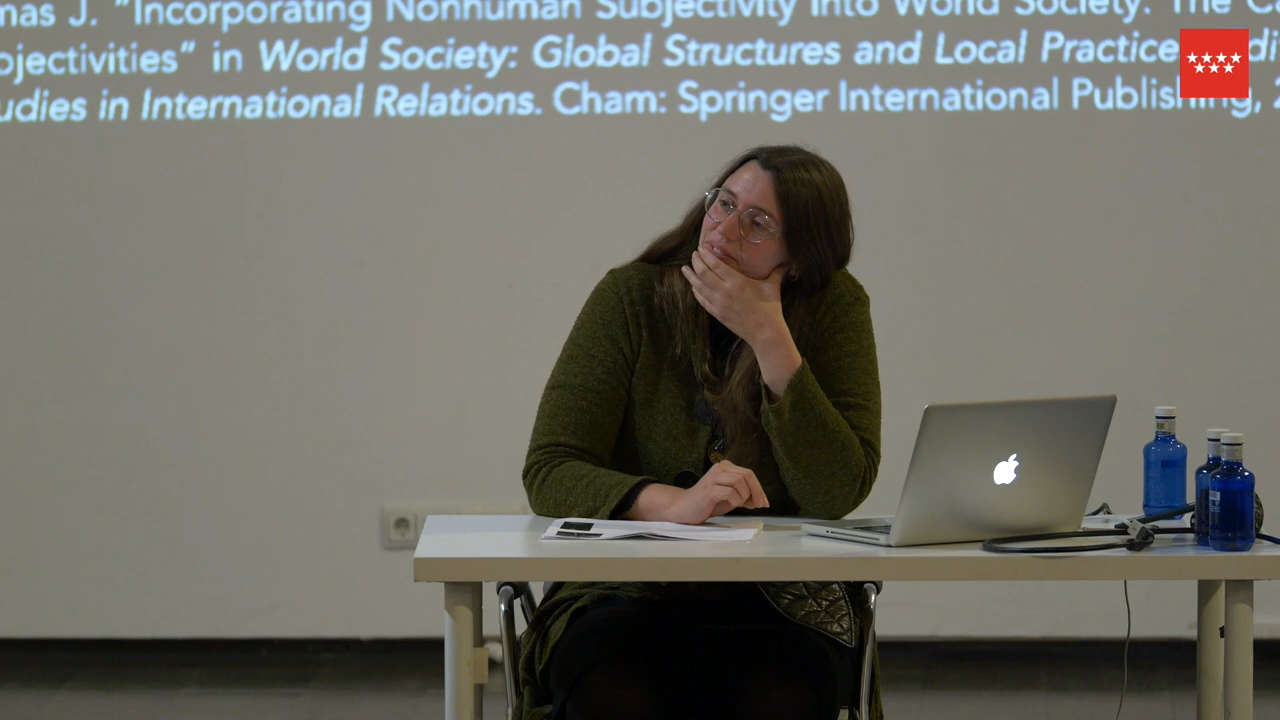 mas J. "Incorporating Nonhuman Subjectivity into World Society: The C
ojectivities" in World Society: Global Structures and Local Practice
udies in International Relations. Cham: Springer International Publishing,